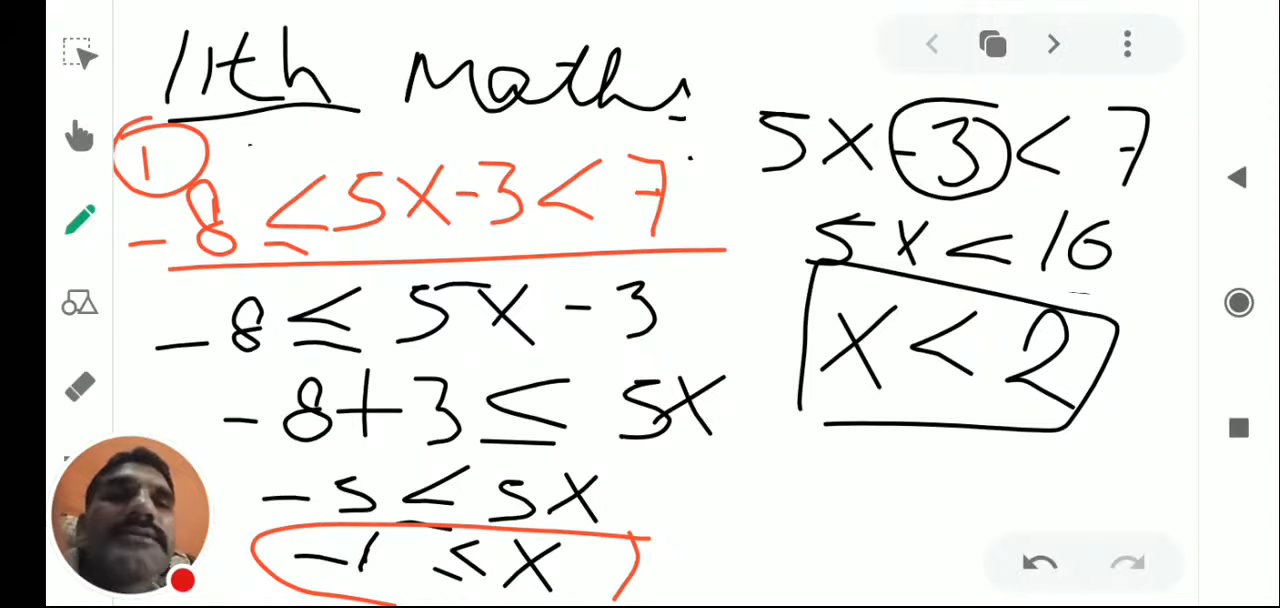 11th Maths
1
-8 ≤ 5x-3 < 7
-8 ≤ 5x - 3
-8+3 ≤ 5x
-5 ≤ 5x
-1 ≤ x
5x -3 < 7
5x < 10
x < 2